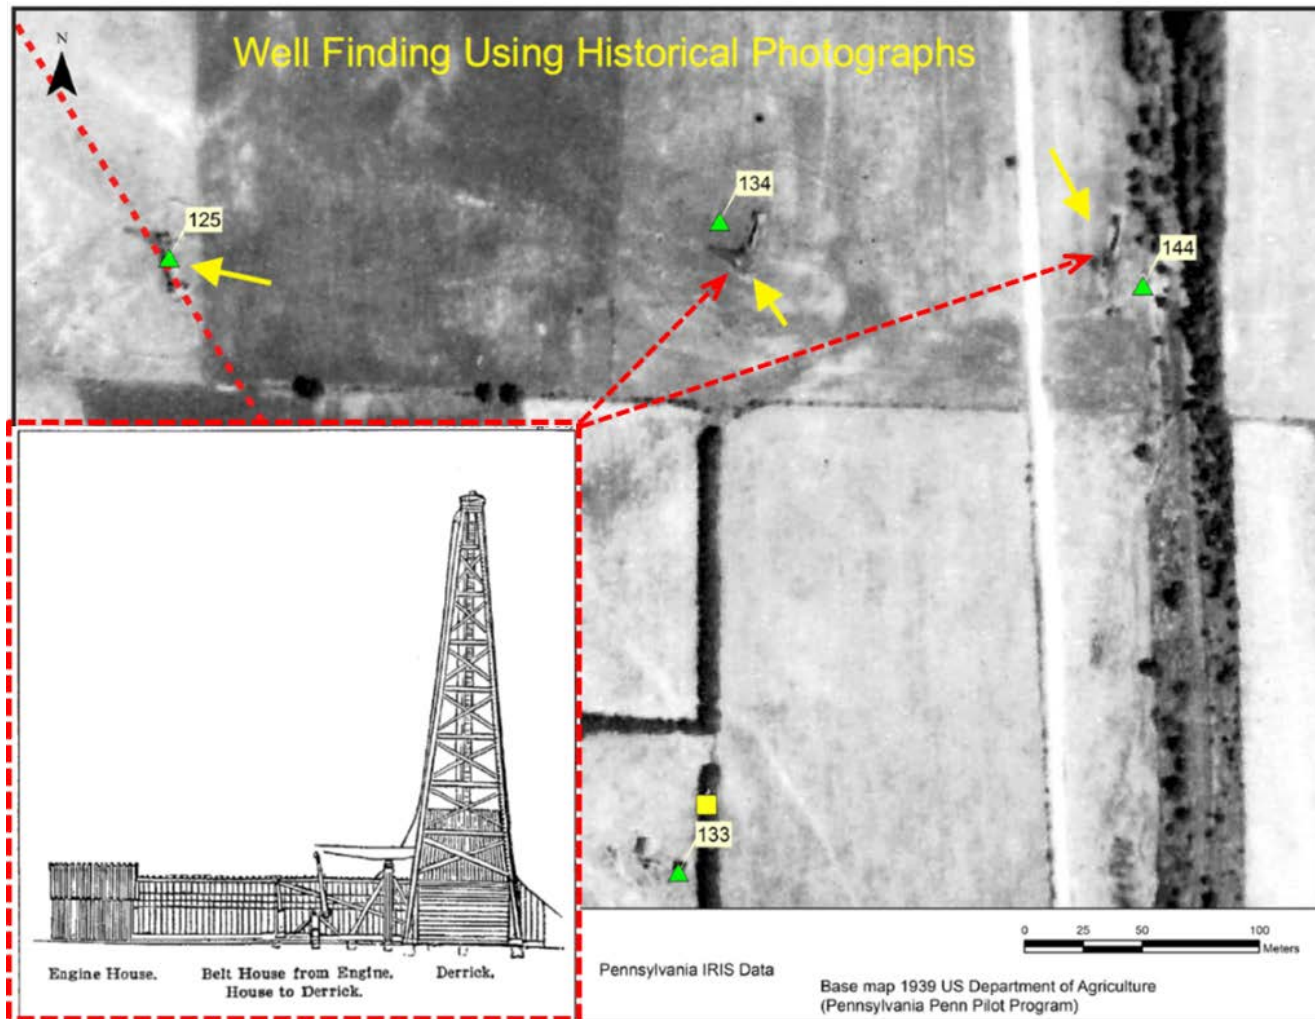 N
Well Finding Using Historical Photographs
134
125
144
133
Engine House.
Belt House from Engine.
House to Derrick.
Derrick.
Pennsylvania IRIS Data
0 25 50 100
Meters
Base map 1939 US Department of Agriculture
(Pennsylvania Penn Pilot Program)